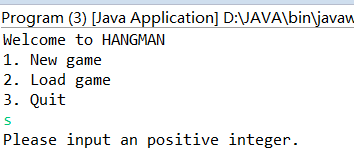 Program (3) [Java Application] D:\JAVA\bin\javaw
Welcome to HANGMAN
1. New game
2. Load game
3. Quit
s
Please input an positive integer.